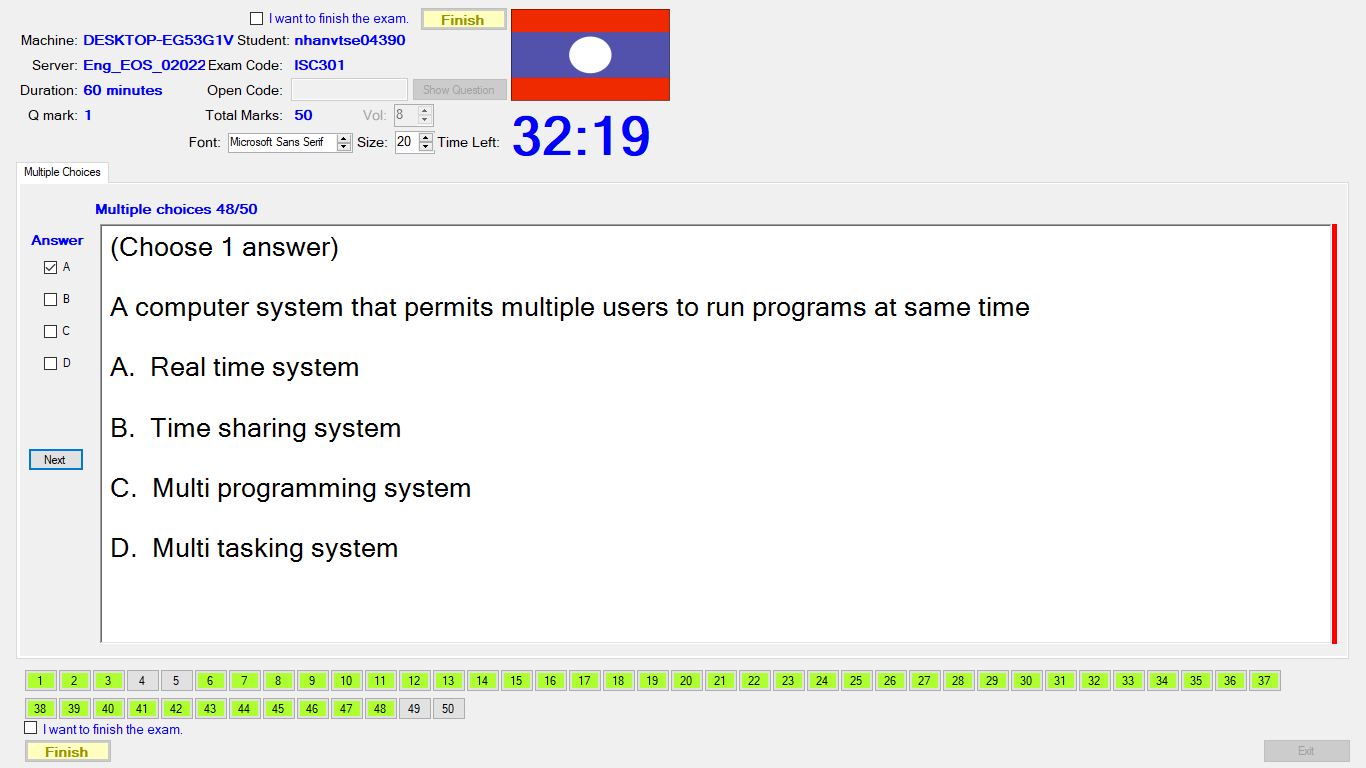 I want to finish the exam. Finish
Machine: DESKTOP-EG53G1V Student: nhanvtse04390
Server: Eng_EOS_02022 Exam Code: ISC301
Duration: 60 minutes Open Code: Show Question
Q mark: 1 Total Marks: 50 Vol: 8
Font: Microsoft Sans Serif Size: 20 Time Left: 32:19
Multiple Choices
Multiple choices 48/50
Answer
A
B
C
D
Next
(Choose 1 answer)
A computer system that permits multiple users to run programs at same time
A. Real time system
B. Time sharing system
C. Multi programming system
D. Multi tasking system
1 2 3 4 5 6 7 8 9 10 11 12 13 14 15 16 17 18 19 20 21 22 23 24 25 26 27 28 29 30 31 32 33 34 35 36 37
38 39 40 41 42 43 44 45 46 47 48 49 50
I want to finish the exam.
Finish Exit